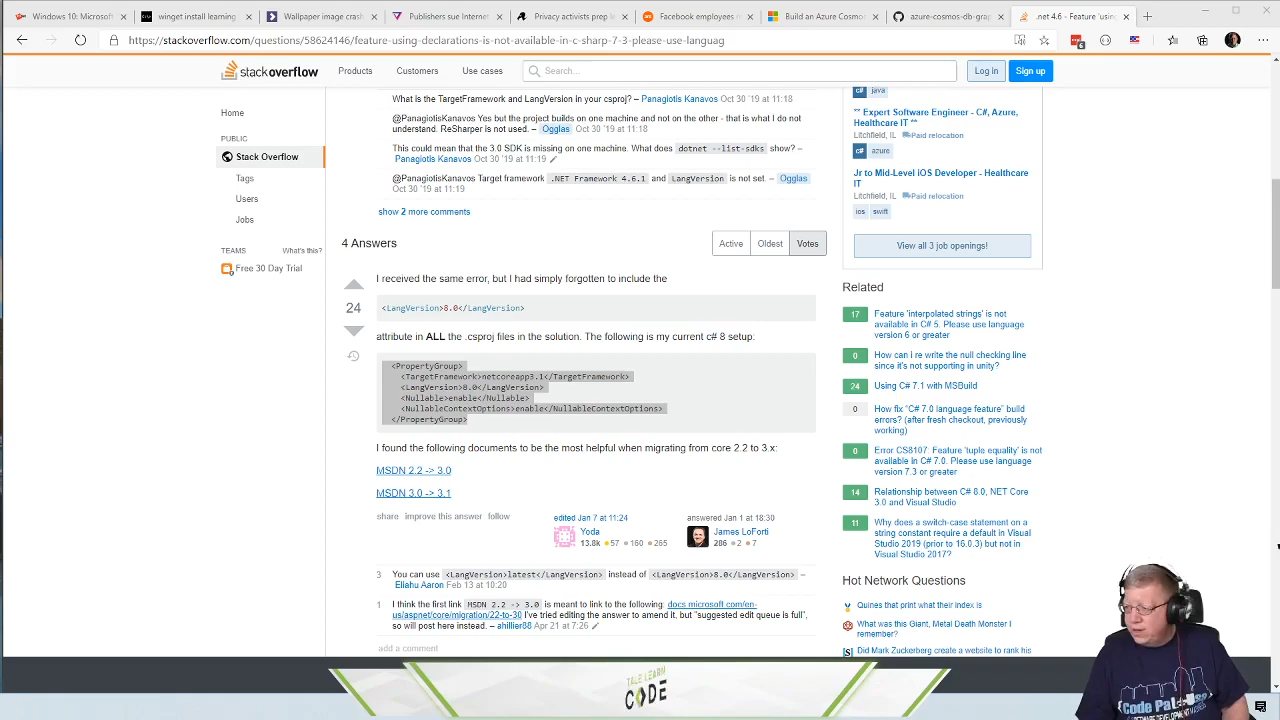 Window 10: Microsoft 10...
winget install learning
Wallpaper image crash
Publishers sue Internet
Privacy activists prep l
Facebook employees e
Build an Azure Cosmo
azure-cosmos-db-grap
.net 4.6 - Feature 'using
https://stackoverflow.com/questions/58624146/feature-using-declarations-is-not-available-in-c-sharp-7-3-please-use-languag
6
stackoverflow
Products
Customers
Use cases
Search...
Log in
Sign up
Home
PUBLIC
Stack Overflow
Tags
Users
Jobs
TEAMS
What's this?
Free 30 Day Trial
What is the TargetFramework and LangVersion in your csproj? – Panagiotis Kanavos Oct 30 '19 at 11:18
@PanagiotisKanavos Yes but the project builds on one machine and not on the other - that is what I do not
understand. ReSharper is not used. – Ogglas Oct 30 '19 at 11:18
This could mean that the 3.0 SDK is missing on one machine. What does dotnet --list-sdks show? –
Panagiotis Kanavos Oct 30 '19 at 11:19
@PanagiotisKanavos Target framework .NET Framework 4.6.1 and LangVersion is not set. – Ogglas
Oct 30 '19 at 11:19
show 2 more comments
4 Answers
Active
Oldest
Votes
24
I received the same error, but I had simply forgotten to include the
<LangVersion>8.0</LangVersion>
attribute in ALL the .csproj files in the solution. The following is my current c# 8 setup:
<PropertyGroup>
<TargetFramework>netcoreapp3.1</TargetFramework>
<LangVersion>8.0</LangVersion>
<Nullable>enable</Nullable>
<NullableContextOptions>enable</NullableContextOptions>
</PropertyGroup>
I found the following documents to be the most helpful when migrating from core 2.2 to 3.x:
MSDN 2.2 -> 3.0
MSDN 3.0 -> 3.1
share improve this answer follow
edited Jan 7 at 11:24
Yoda
13.8k 57 160 265
answered Jan 1 at 18:30
James LoForti
286 2 7
3 You can use <LangVersion>latest</LangVersion> instead of <LangVersion>8.0</LangVersion> –
Eliahu Aaron Feb 13 at 10:20
1 I think the first link MSDN 2.2 -> 3.0 is meant to link to the following: docs.microsoft.com/en-
us/aspnet/core/migration/22-to-30 I've tried editing the answer to amend it, but "suggested edit queue is full",
so will post here instead. – ahillier88 Apr 21 at 7:26
add a comment
c# java
** Expert Software Engineer - C#, Azure,
Healthcare IT **
Litchfield, IL Paid relocation
c# azure
Jr to Mid-Level iOS Developer - Healthcare
IT
Litchfield, IL Paid relocation
ios swift
View all 3 job openings!
Related
17 Feature 'interpolated strings' is not
available in C# 5. Please use language
version 6 or greater
0 How can i re write the null checking line
since it's not supporting in unity?
24 Using C# 7.1 with MSBuild
0 How fix "C# 7.0 language feature" build
errors? (after fresh checkout, previously
working)
0 Error CS8107: Feature 'tuple equality' is not
available in C# 7.0. Please use language
version 7.3 or greater
14 Relationship between C# 8.0, NET Core
3.0 and Visual Studio
11 Why does a switch-case statement on a
string constant require a default in Visual
Studio 2019 (prior to 16.0.3) but not in
Visual Studio 2017?
Hot Network Questions
Quines that print what their index is
What was this Giant, Metal Death Monster I
remember?
Did Mark Zuckerberg create a website to rank his
TALE LEARN
CODE
Code PaLOUsa